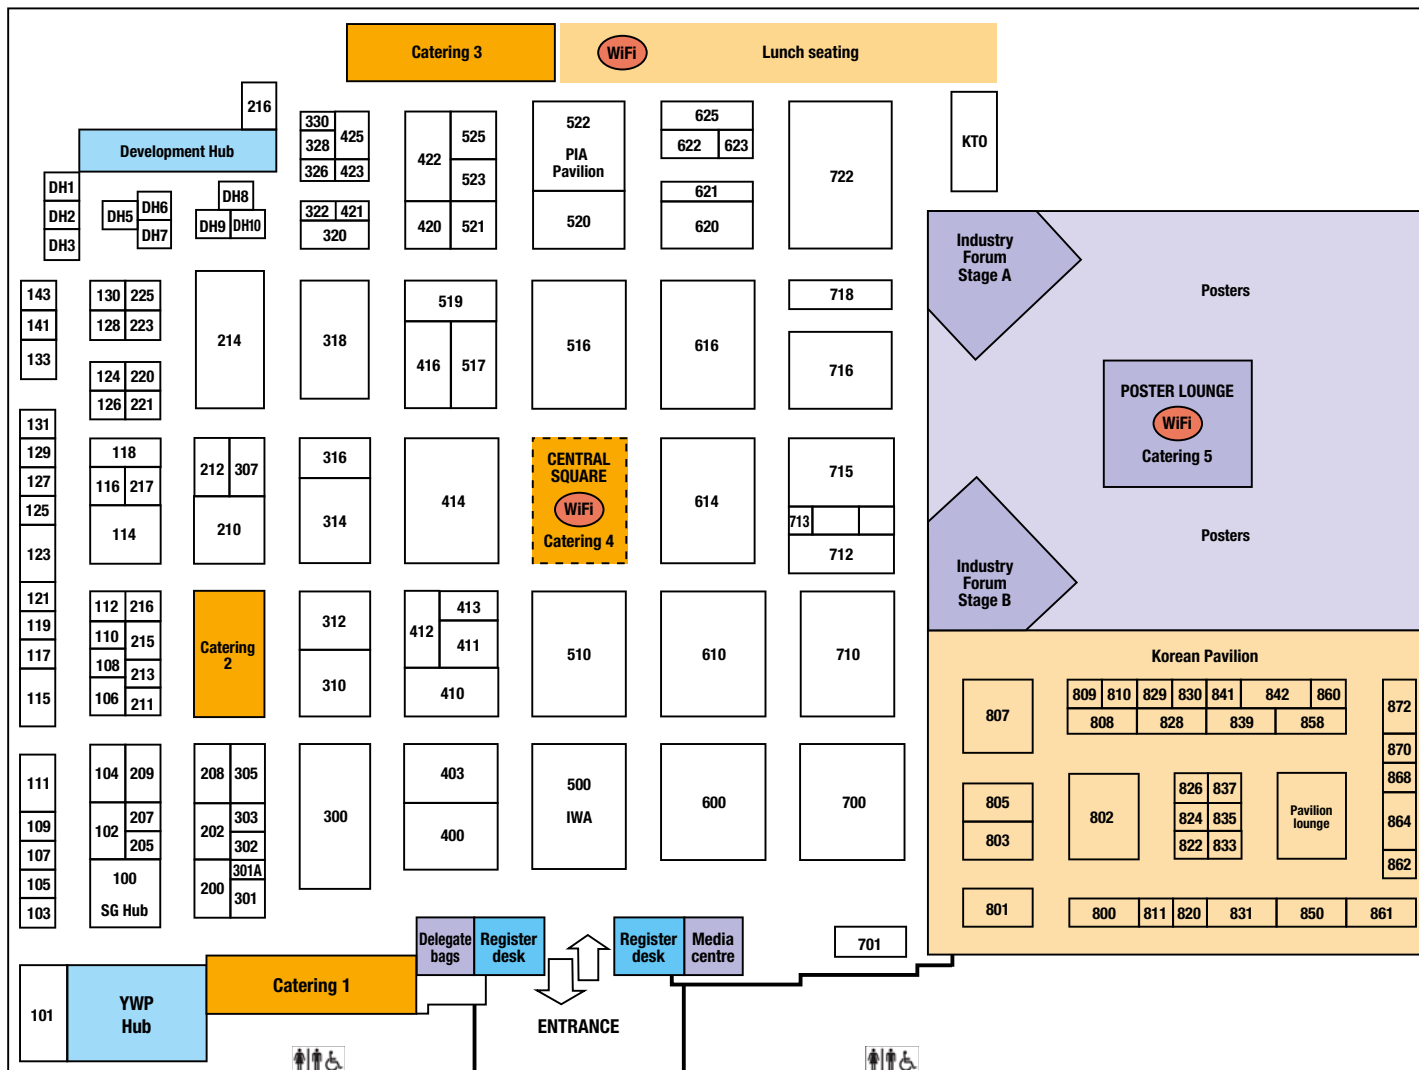 Catering 3
WiFi
Lunch seating
216
Development Hub
330
328
326
425
423
322
421
320
422
525
523
420
521
522
PIA
Pavilion
520
625
622
623
621
620
722
KTO
DH1
DH2
DH3
DH5
DH6
DH7
DH8
DH9
DH10
Industry
Forum
Stage A
Posters
143
141
133
130
225
128
223
124
220
126
221
214
318
519
416
517
516
616
718
716
POSTER LOUNGE
WiFi
Catering 5
131
129
127
125
123
118
116
217
114
212
307
210
316
314
414
CENTRAL
SQUARE
WiFi
Catering 4
614
715
713
712
Posters
Industry
Forum
Stage B
121
119
117
115
112
216
110
215
108
213
106
211
Catering
2
312
310
412
413
411
410
510
610
710
Korean Pavilion
807
809
810
829
830
841
842
860
808
828
839
858
872
870
868
864
862
111
109
107
105
103
104
209
102
207
205
100
SG Hub
208
305
202
303
302
200
301A
301
300
403
400
500
IWA
600
700
805
803
802
826
837
824
835
822
833
Pavilion
lounge
801
800
811
820
831
850
861
Delegate
bags
Register
desk
Register
desk
Media
centre
701
101
YWP
Hub
Catering 1
ENTRANCE